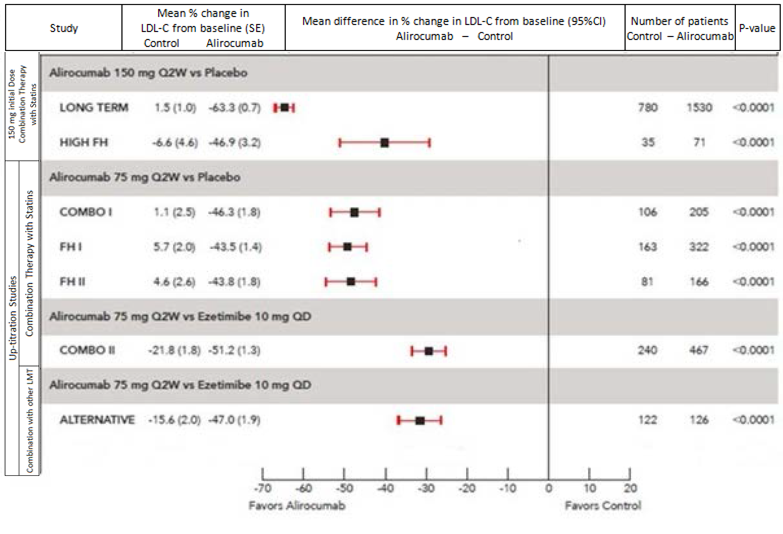 Study
Mean % change in
LDL-C from baseline (SE)
Control Alirocumab
Mean difference in % change in LDL-C from baseline (95%CI)
Alirocumab – Control
Number of patients
Control – Alirocumab
P-value
150 mg Initial Dose
Combination Therapy
with Statins
Alirocumab 150 mg Q2W vs Placebo
LONG TERM 1.5 (1.0) -63.3 (0.7) 780 1530 <0.0001
HIGH FH -6.6 (4.6) -46.9 (3.2) 35 71 <0.0001
Up-titration Studies
Combination Therapy with Statins
Alirocumab 75 mg Q2W vs Placebo
COMBO I 1.1 (2.5) -46.3 (1.8) 106 205 <0.0001
FH I 5.7 (2.0) -43.5 (1.4) 163 322 <0.0001
FH II 4.6 (2.6) -43.8 (1.8) 81 166 <0.0001
Alirocumab 75 mg Q2W vs Ezetimibe 10 mg QD
COMBO II -21.8 (1.8) -51.2 (1.3) 240 467 <0.0001
Combination with other LMT
Alirocumab 75 mg Q2W vs Ezetimibe 10 mg QD
ALTERNATIVE -15.6 (2.0) -47.0 (1.9) 122 126 <0.0001
-70 -60 -50 -40 -30 -20 -10 0 10 20
Favors Alirocumab Favors Control